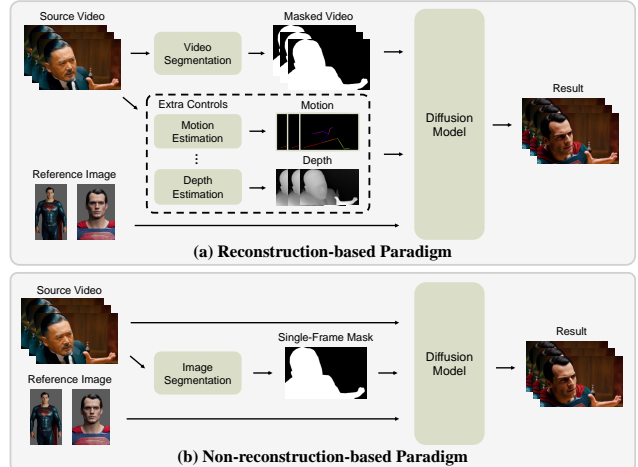 Source Video
Masked Video
Video
Segmentation
Extra Controls
Motion
Motion
Estimation
⋮
Depth
Depth
Estimation
Reference Image
Diffusion
Model
Result
(a) Reconstruction-based Paradigm
Source Video
Single-Frame Mask
Image
Segmentation
Reference Image
Diffusion
Model
Result
(b) Non-reconstruction-based Paradigm